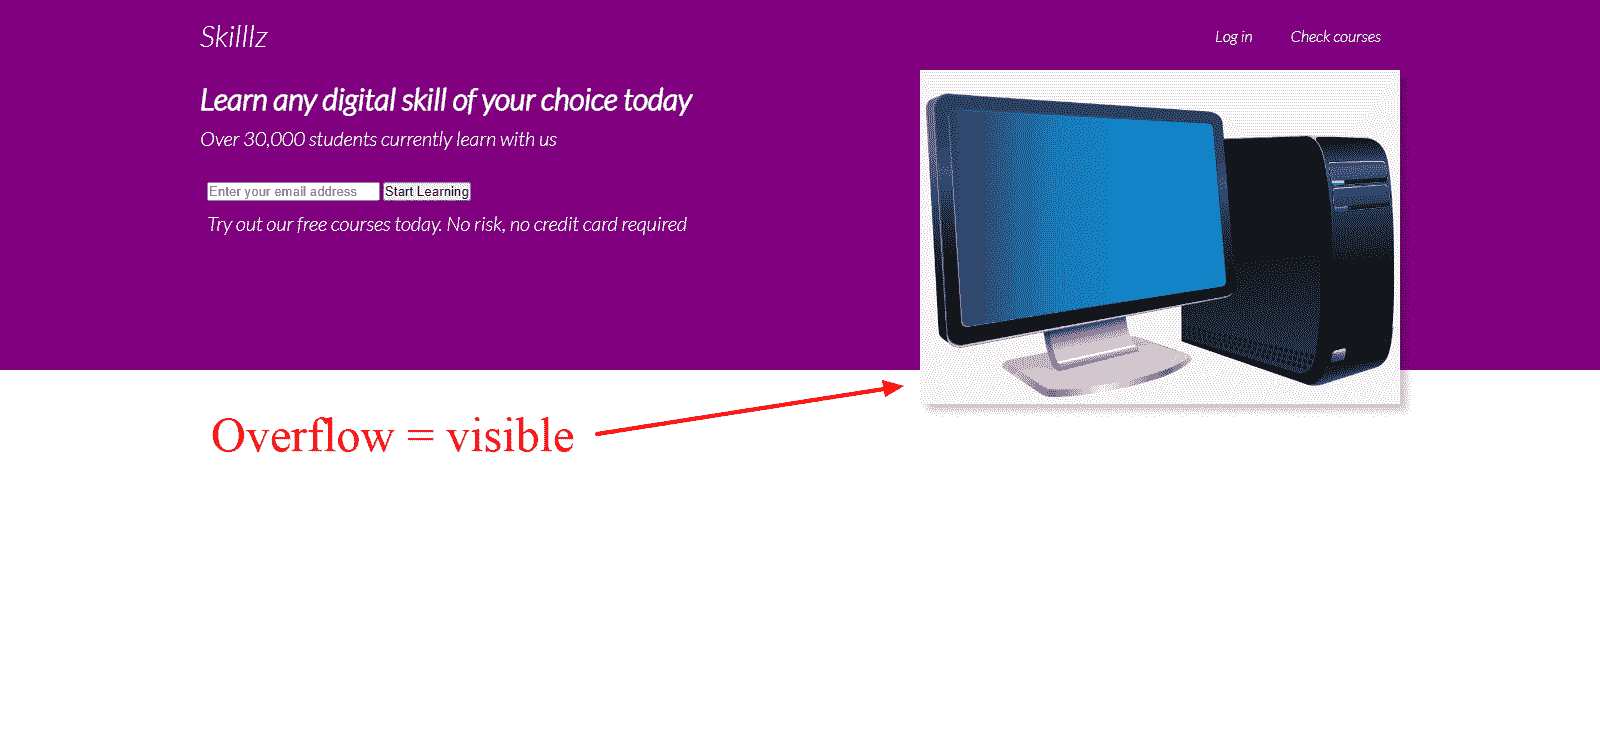 Skilllz
Log in
Check courses
Learn any digital skill of your choice today
Over 30,000 students currently learn with us
Enter your email address
Start Learning
Try out our free courses today. No risk, no credit card required
Overflow = visible